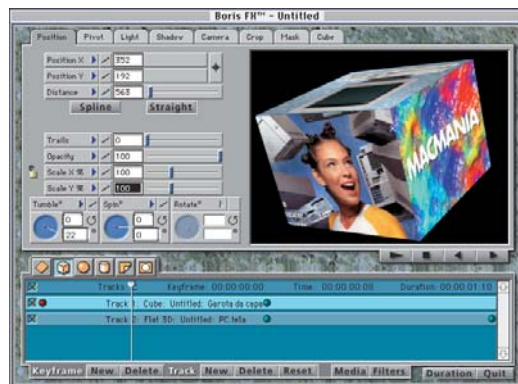 Boris FX™ – Untitled
Position Pivot Light Shadow Camera Crop Mask Cube
Position X 352
Position Y 192
Distance 563
Spline Straight
Trails 0
Opacity 100
Scale X % 100
Scale Y % 100
Tumble° Spin° Rotate°
0 0
22 0
MACMANIA
Tracks Keyframe 00:00:00:00 Time: 00:00:00:00 Duration: 00:00:01:10
Track 1: Cube: Untitled: Garota da capa
Track 2: Flat 3D: Untitled: PC.tela
Keyframe New Delete Track New Delete Reset Media Filters Duration Quit